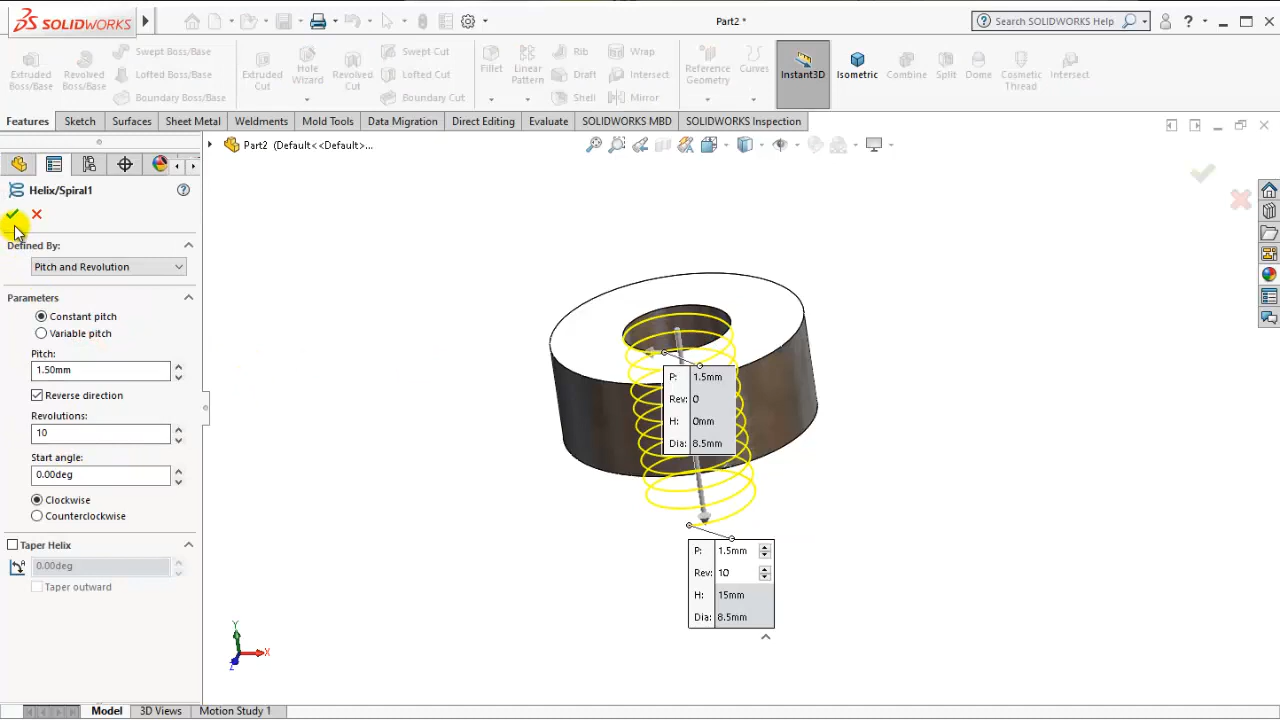 SOLIDWORKS
Part2 *
Search SOLIDWORKS Help
Extruded Boss/Base
Revolved Boss/Base
Swept Boss/Base
Lofted Boss/Base
Boundary Boss/Base
Extruded Cut
Hole Wizard
Revolved Cut
Swept Cut
Lofted Cut
Boundary Cut
Fillet
Linear Pattern
Rib
Draft
Shell
Wrap
Intersect
Mirror
Reference Geometry
Curves
Instant3D
Isometric
Combine
Split
Dome
Cosmetic Thread
Intersect
Features
Sketch
Surfaces
Sheet Metal
Weldments
Mold Tools
Data Migration
Direct Editing
Evaluate
SOLIDWORKS MBD
SOLIDWORKS Inspection
Part2 (Default<<Default>...
Helix/Spiral1
Defined By:
Pitch and Revolution
Parameters
Constant pitch
Variable pitch
Pitch:
1.50mm
Reverse direction
Revolutions:
10
Start angle:
0.00deg
Clockwise
Counterclockwise
Taper Helix
0.00deg
Taper outward
P: 1.5mm
Rev: 0
H: 0mm
Dia: 8.5mm
P: 1.5mm
Rev: 10
H: 15mm
Dia: 8.5mm
Y
X
Z
Model
3D Views
Motion Study 1